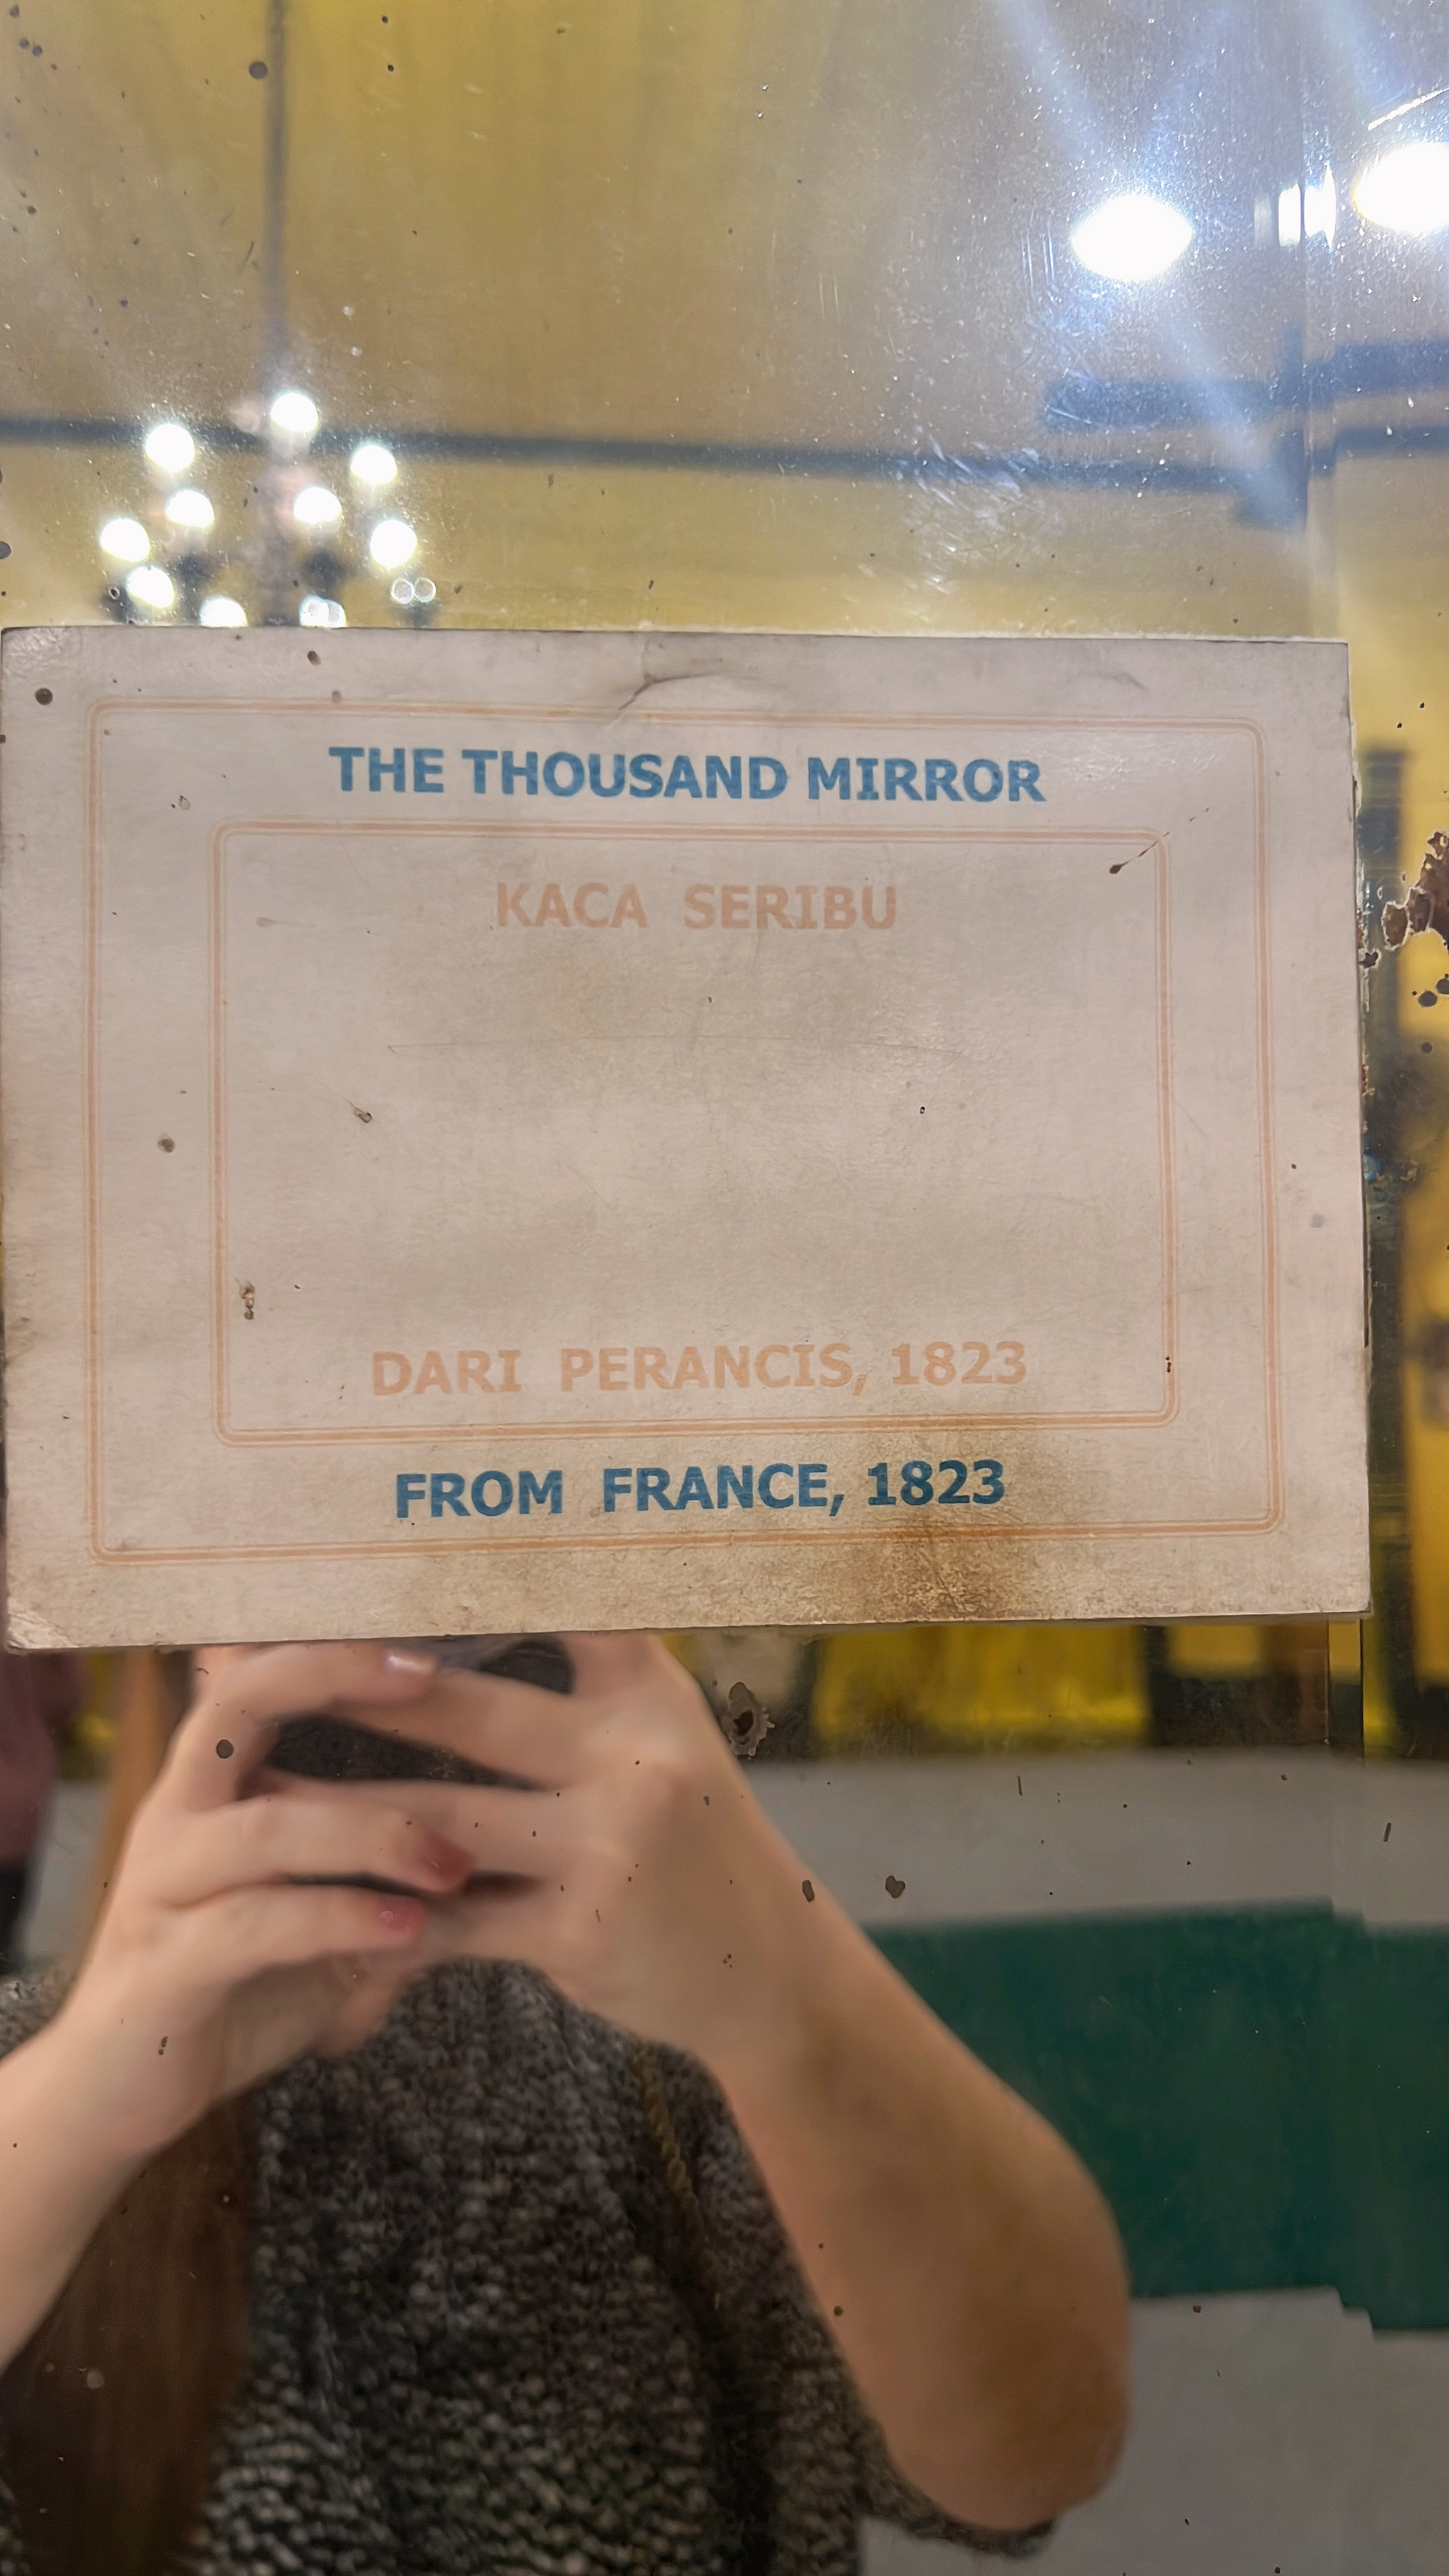 THE THOUSAND MIRROR
KACA SERIBU
DARI PERANCIS, 1823
FROM FRANCE, 1823